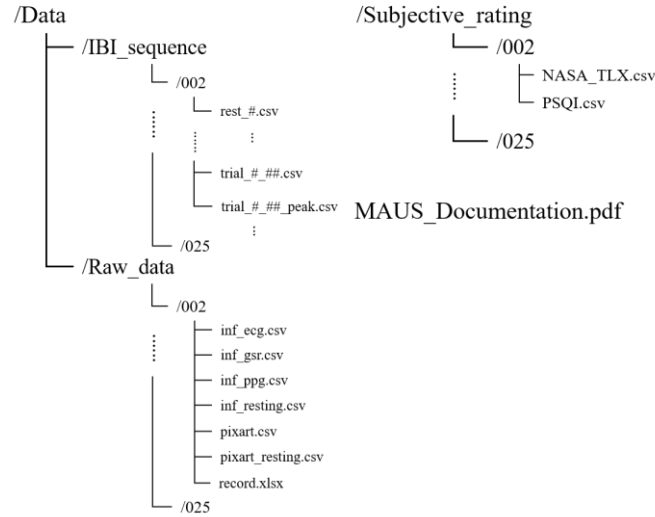 /Data
/IBI_sequence
/002
rest_#.csv
trial_#_##.csv
trial_#_##_peak.csv
/025
/Raw_data
/002
inf_ecg.csv
inf_gsr.csv
inf_ppg.csv
inf_resting.csv
pixart.csv
pixart_resting.csv
record.xlsx
/025
/Subjective_rating
/002
NASA_TLX.csv
PSQI.csv
/025
MAUS_Documentation.pdf